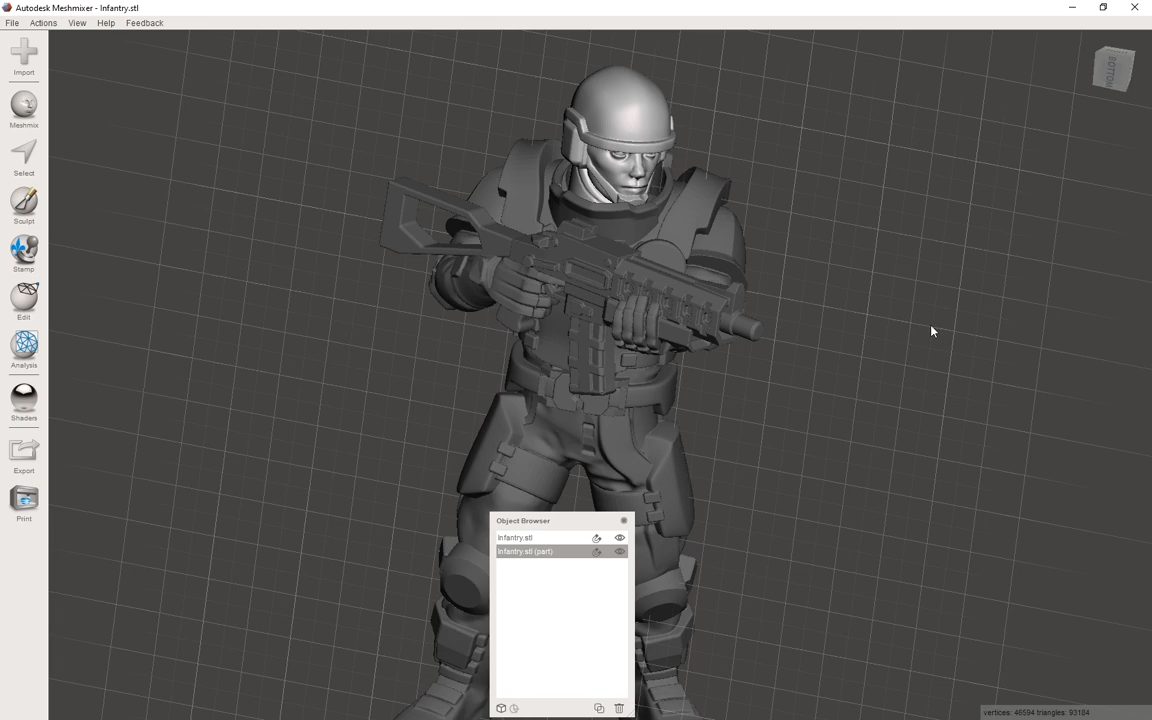 Autodesk Meshmixer - Infantry.stl
File Actions View Help Feedback
Import
Meshmix
Select
Sculpt
Stamp
Edit
Analysis
Shaders
Export
Print
BOTTOM
Object Browser
Infantry.stl
Infantry.stl (part)
vertices: 46594 triangles: 93184